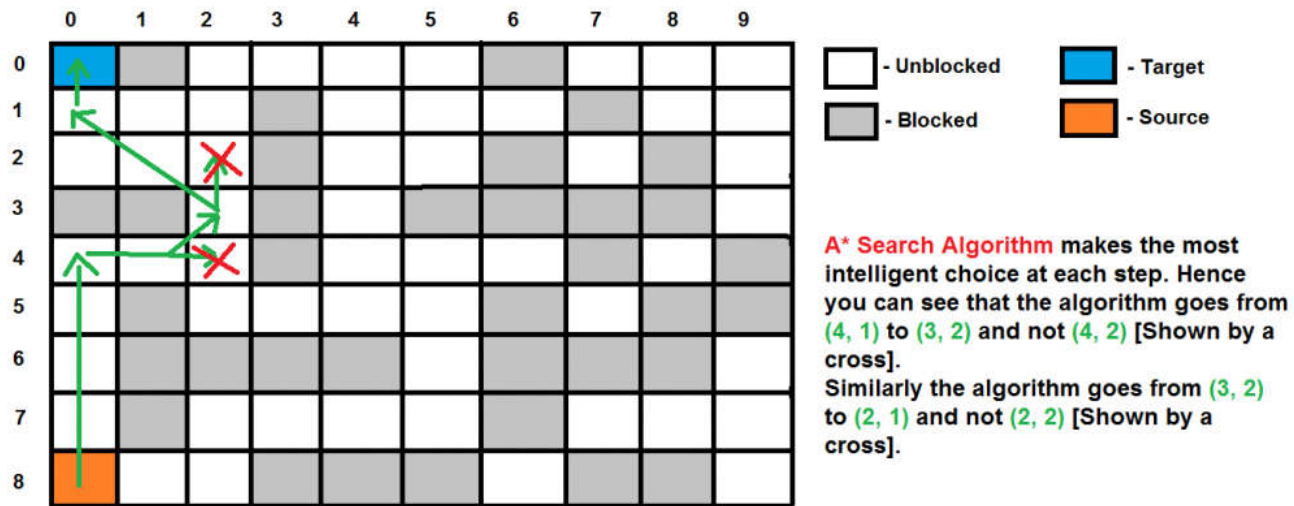 0 1 2 3 4 5 6 7 8 9
0
1
2
3
4
5
6
7
8
- Unblocked
- Target
- Blocked
- Source
A* Search Algorithm makes the most
intelligent choice at each step. Hence
you can see that the algorithm goes from
(4, 1) to (3, 2) and not (4, 2) [Shown by a
cross].
Similarly the algorithm goes from (3, 2)
to (2, 1) and not (2, 2) [Shown by a
cross].